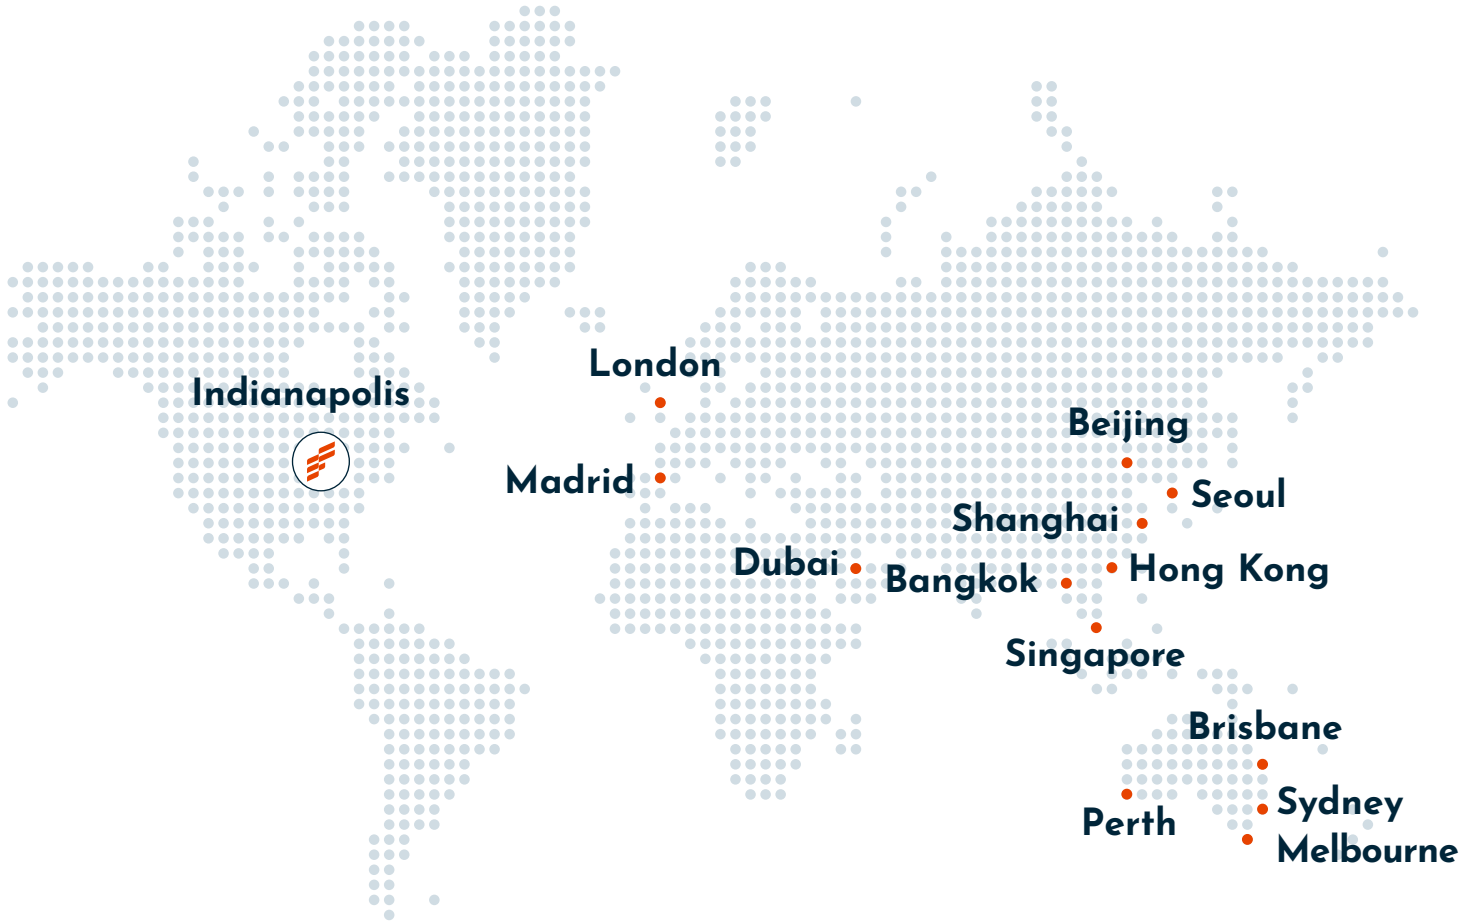 London
Indianapolis
Beijing
Madrid
Seoul
Shanghai
Dubai
Hong Kong
Bangkok
Singapore
Brisbane
Sydney
Perth
Melbourne